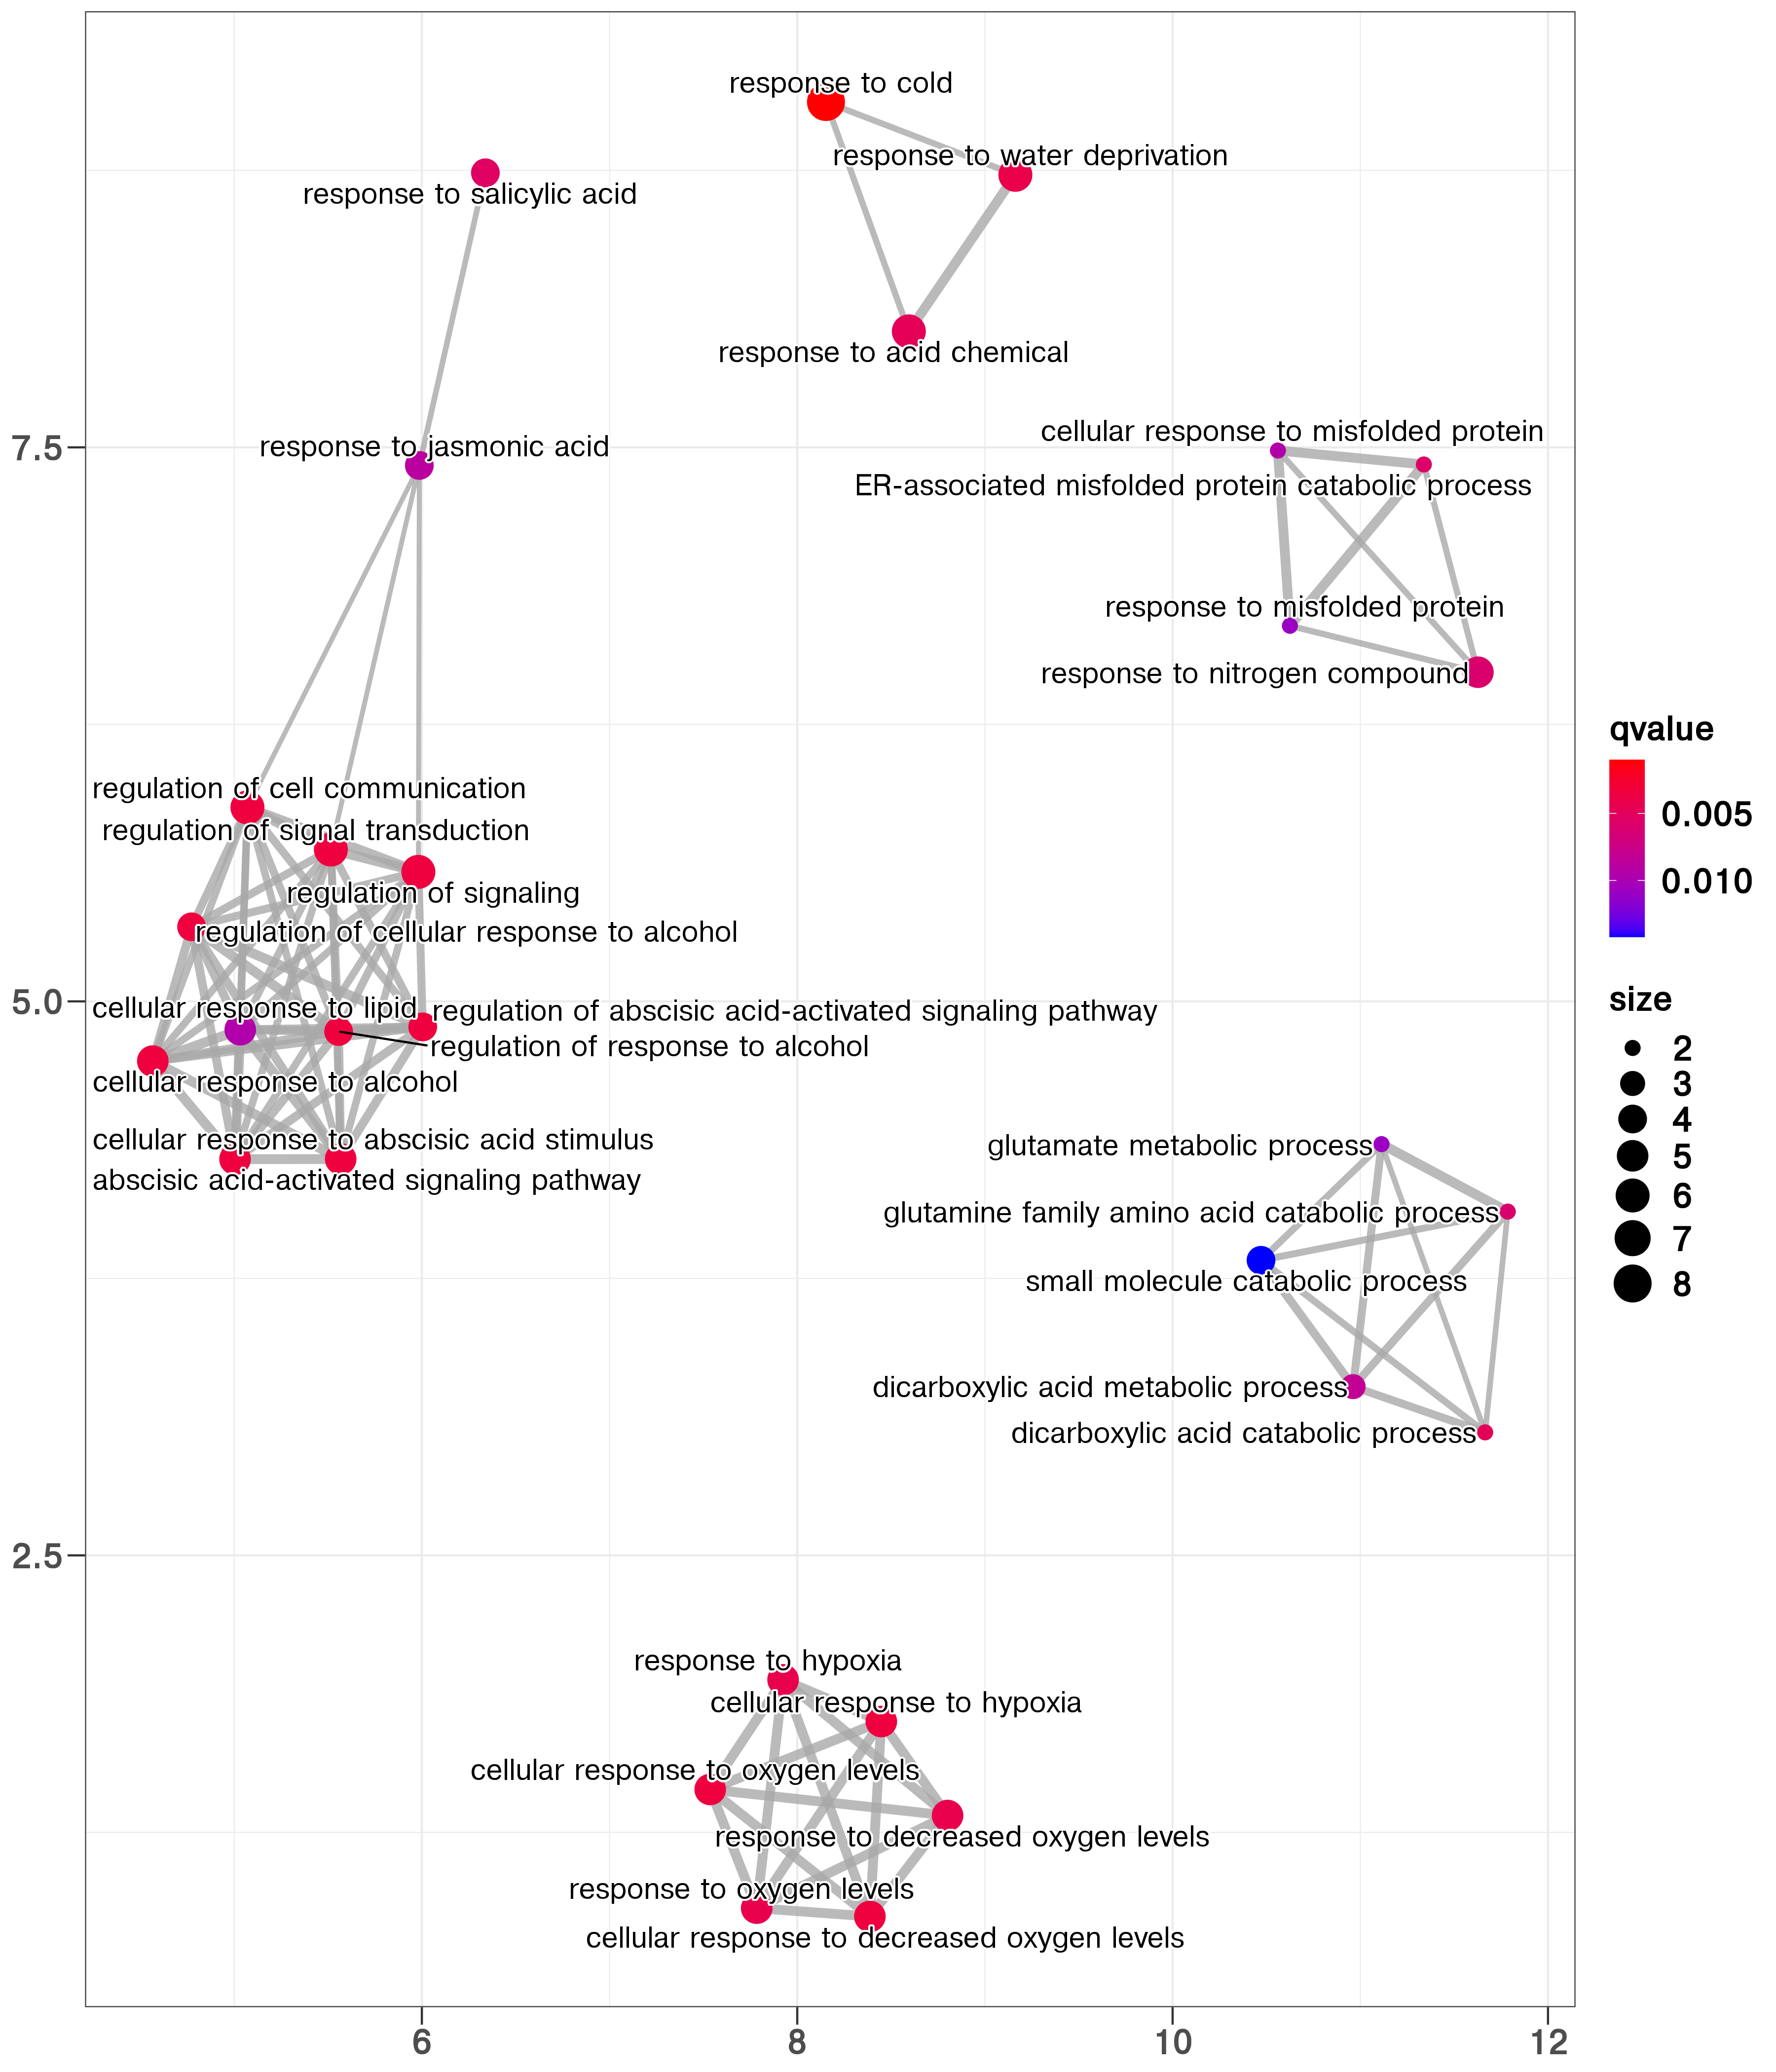 response to cold
response to water deprivation
response to salicylic acid
response to acid chemical
7.5
response to jasmonic acid
cellular response to misfolded protein
ER-associated misfolded protein catabolic process
response to misfolded protein
response to nitrogen compound
regulation of cell communication
regulation of signal transduction
regulation of signaling
regulation of cellular response to alcohol
5.0
cellular response to lipid
regulation of abscisic acid-activated signaling pathway
regulation of response to alcohol
cellular response to alcohol
cellular response to abscisic acid stimulus
abscisic acid-activated signaling pathway
glutamate metabolic process
glutamine family amino acid catabolic process
small molecule catabolic process
dicarboxylic acid metabolic process
dicarboxylic acid catabolic process
2.5
response to hypoxia
cellular response to hypoxia
cellular response to oxygen levels
response to decreased oxygen levels
response to oxygen levels
cellular response to decreased oxygen levels
6
8
10
12
qvalue
0.005
0.010
size
2
3
4
5
6
7
8